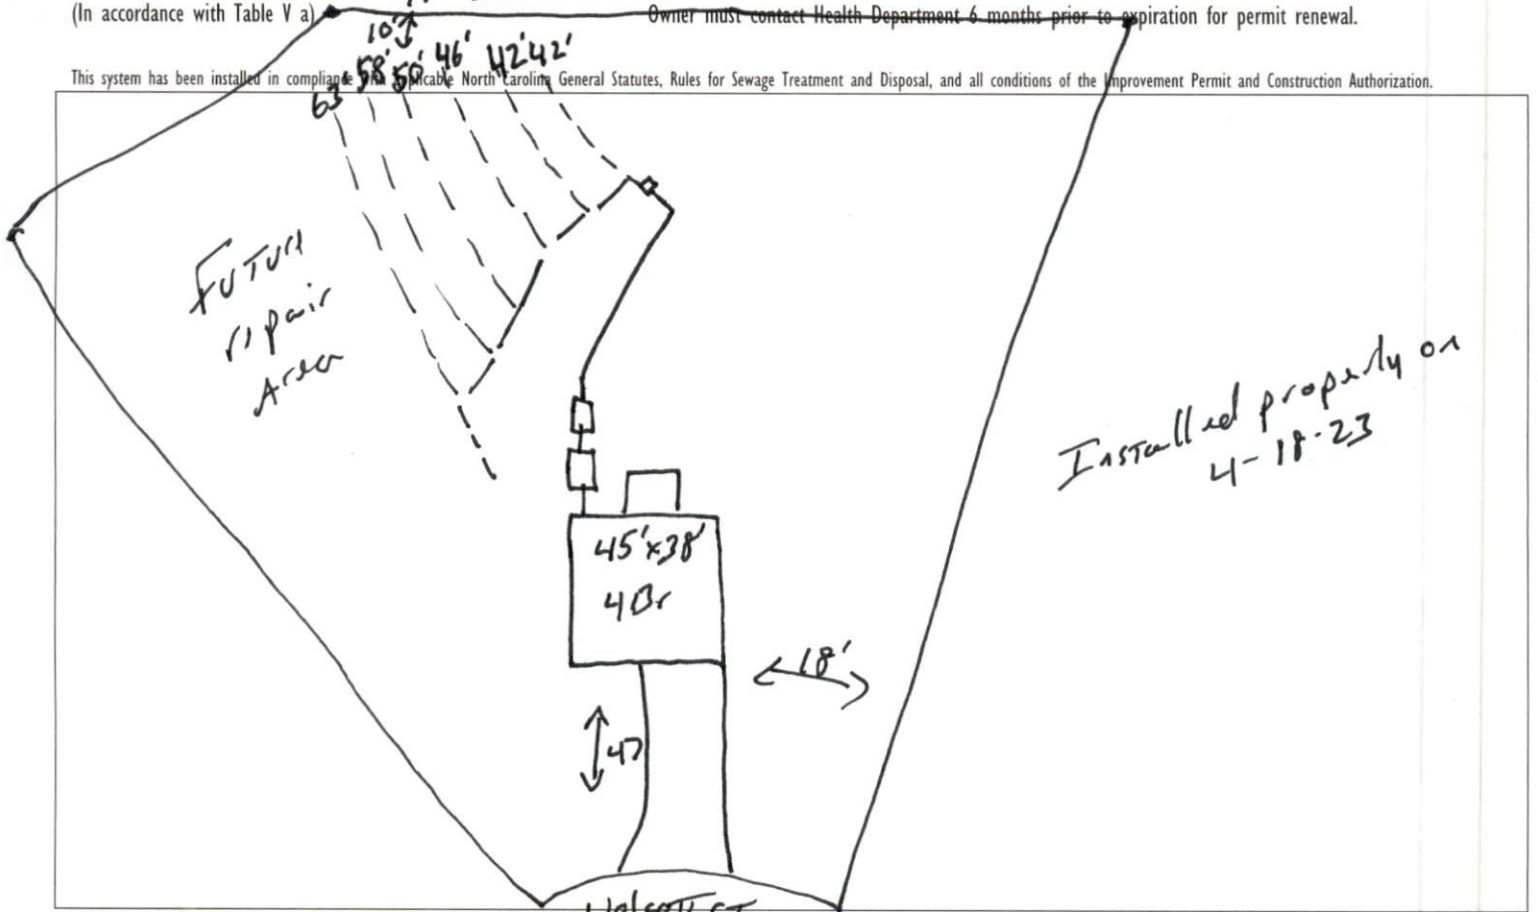 (In accordance with Table V a)
Owner must contact Health Department 6 months prior to expiration for permit renewal.
10'
63' 58' 50' 46' 42' 42'
This system has been installed in compliance with applicable North Carolina General Statutes, Rules for Sewage Treatment and Disposal, and all conditions of the Improvement Permit and Construction Authorization.
Future
repair
Area
Installed properly on
4-18-23
45'x38'
4Br
18'
47